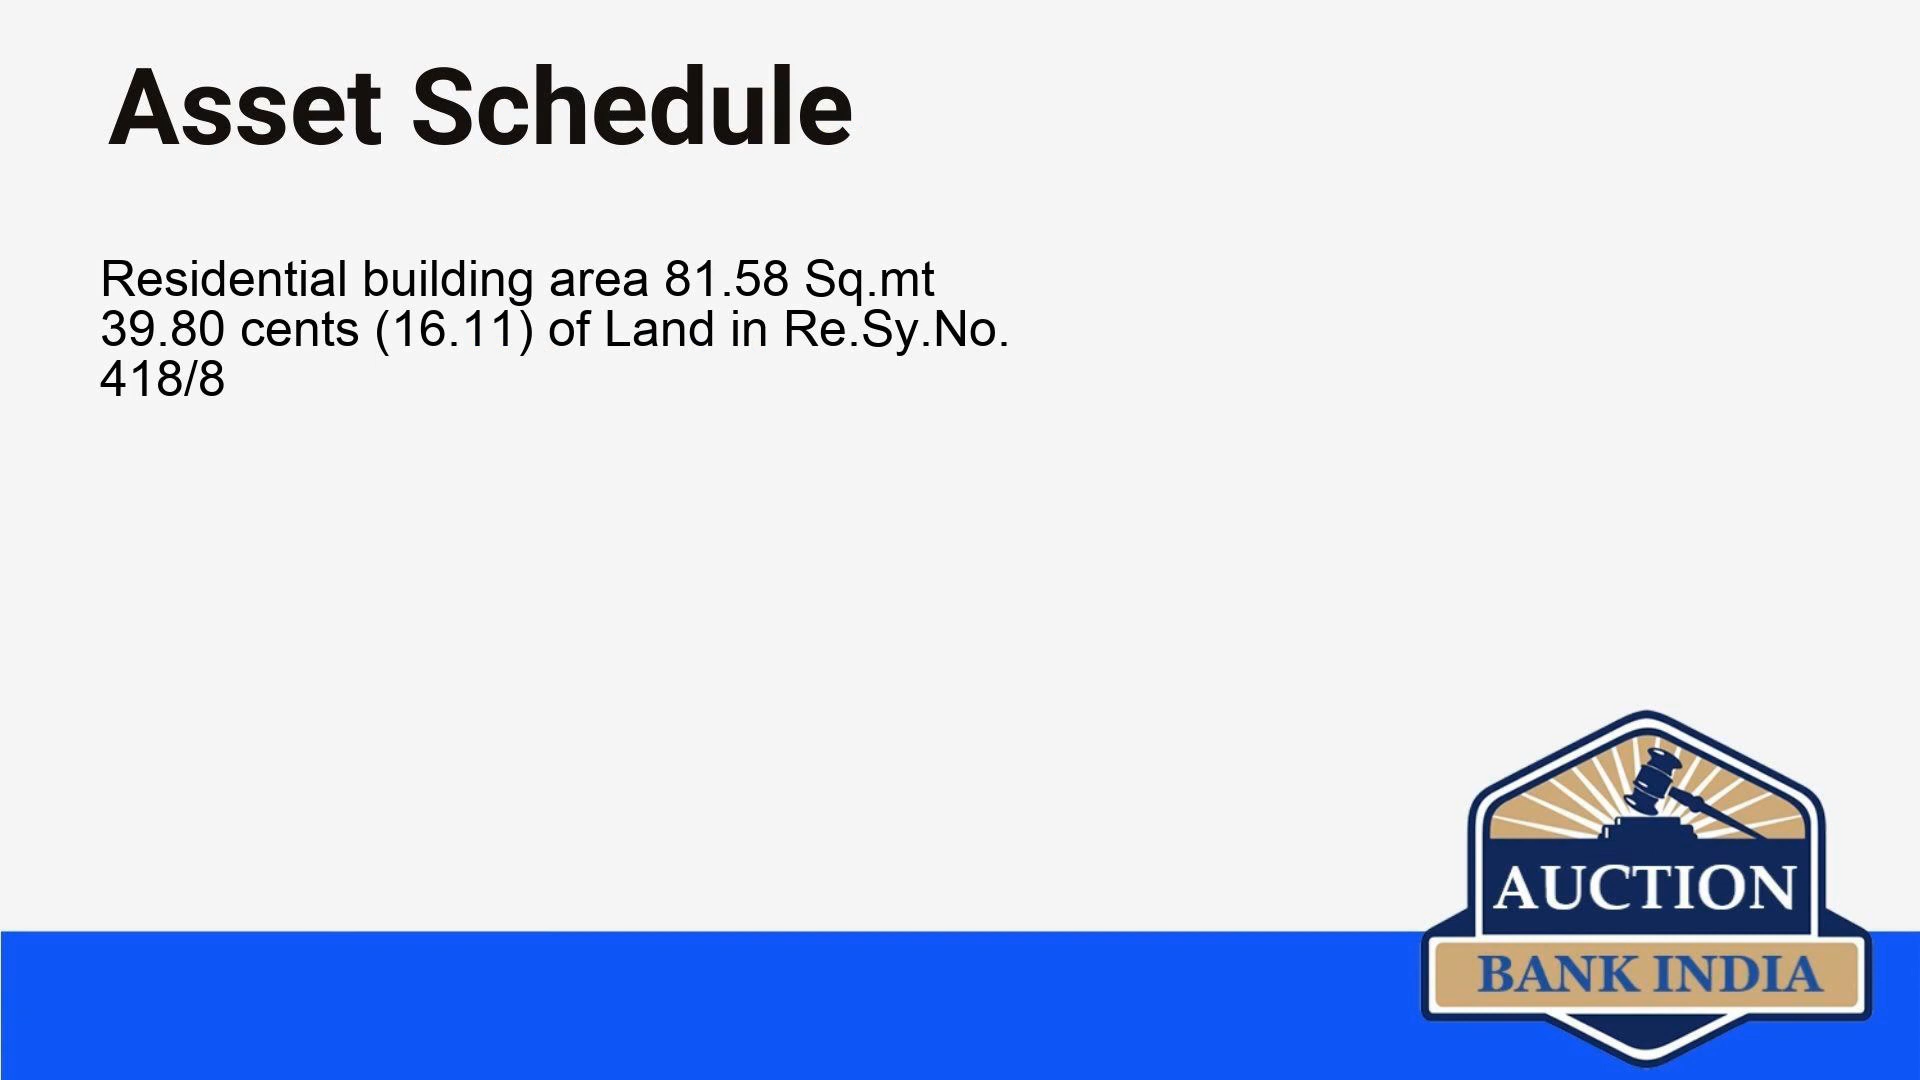 Asset Schedule
Residential building area 81.58 Sq.mt
39.80 cents (16.11) of Land in Re.Sy.No.
418/8
AUCTION
BANK INDIA